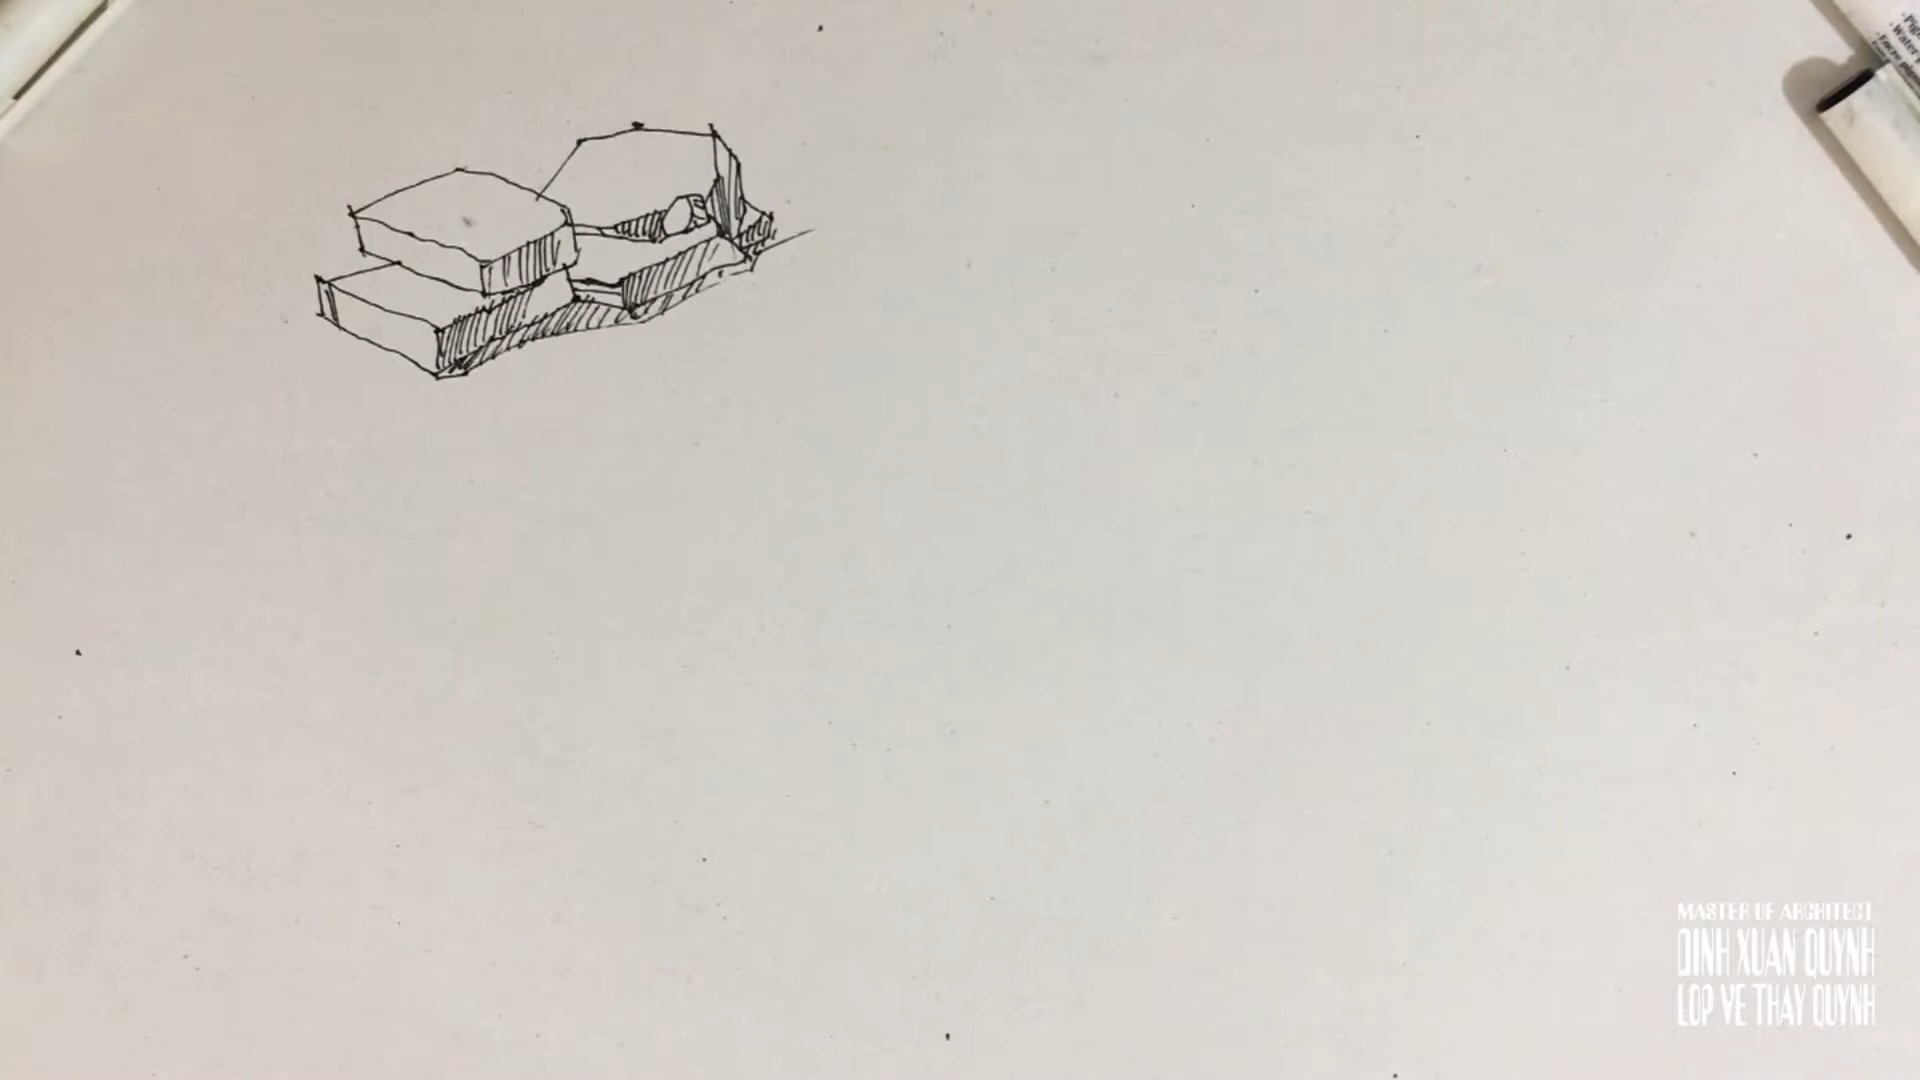 MASTER OF ARCHITECT
DINH XUAN QUYNH
LOP VE THAY QUYNH